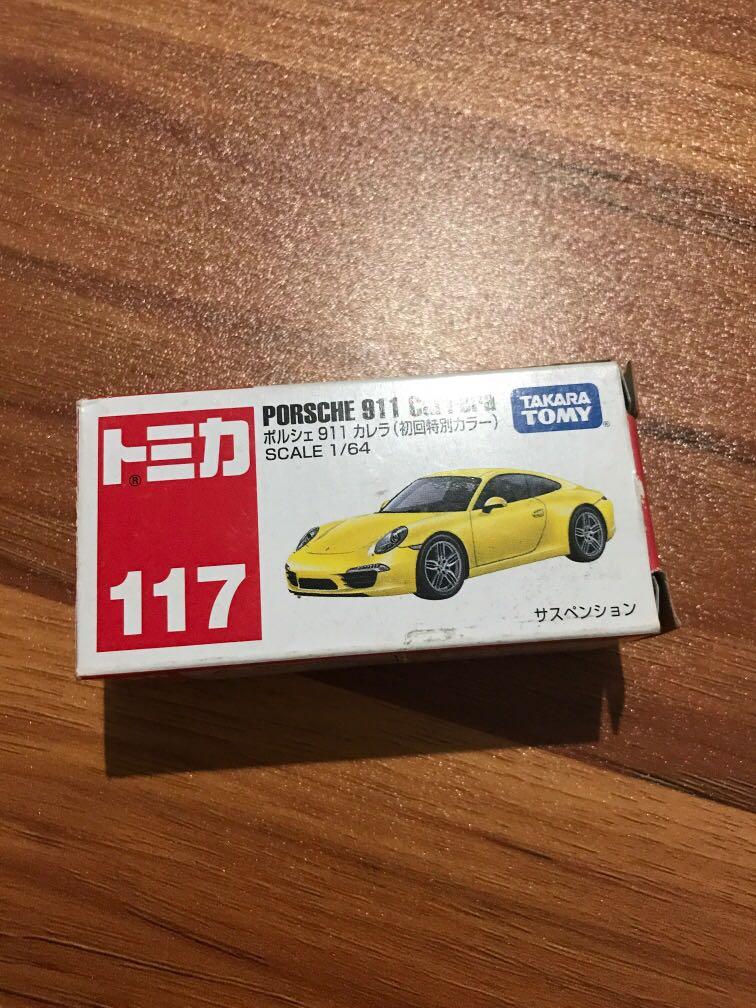 トミカ®
117
PORSCHE 911 Carrera
ポルシェ 911 カレラ(初回特別カラー)
SCALE 1/64
TAKARA
TOMY®
サスペンション